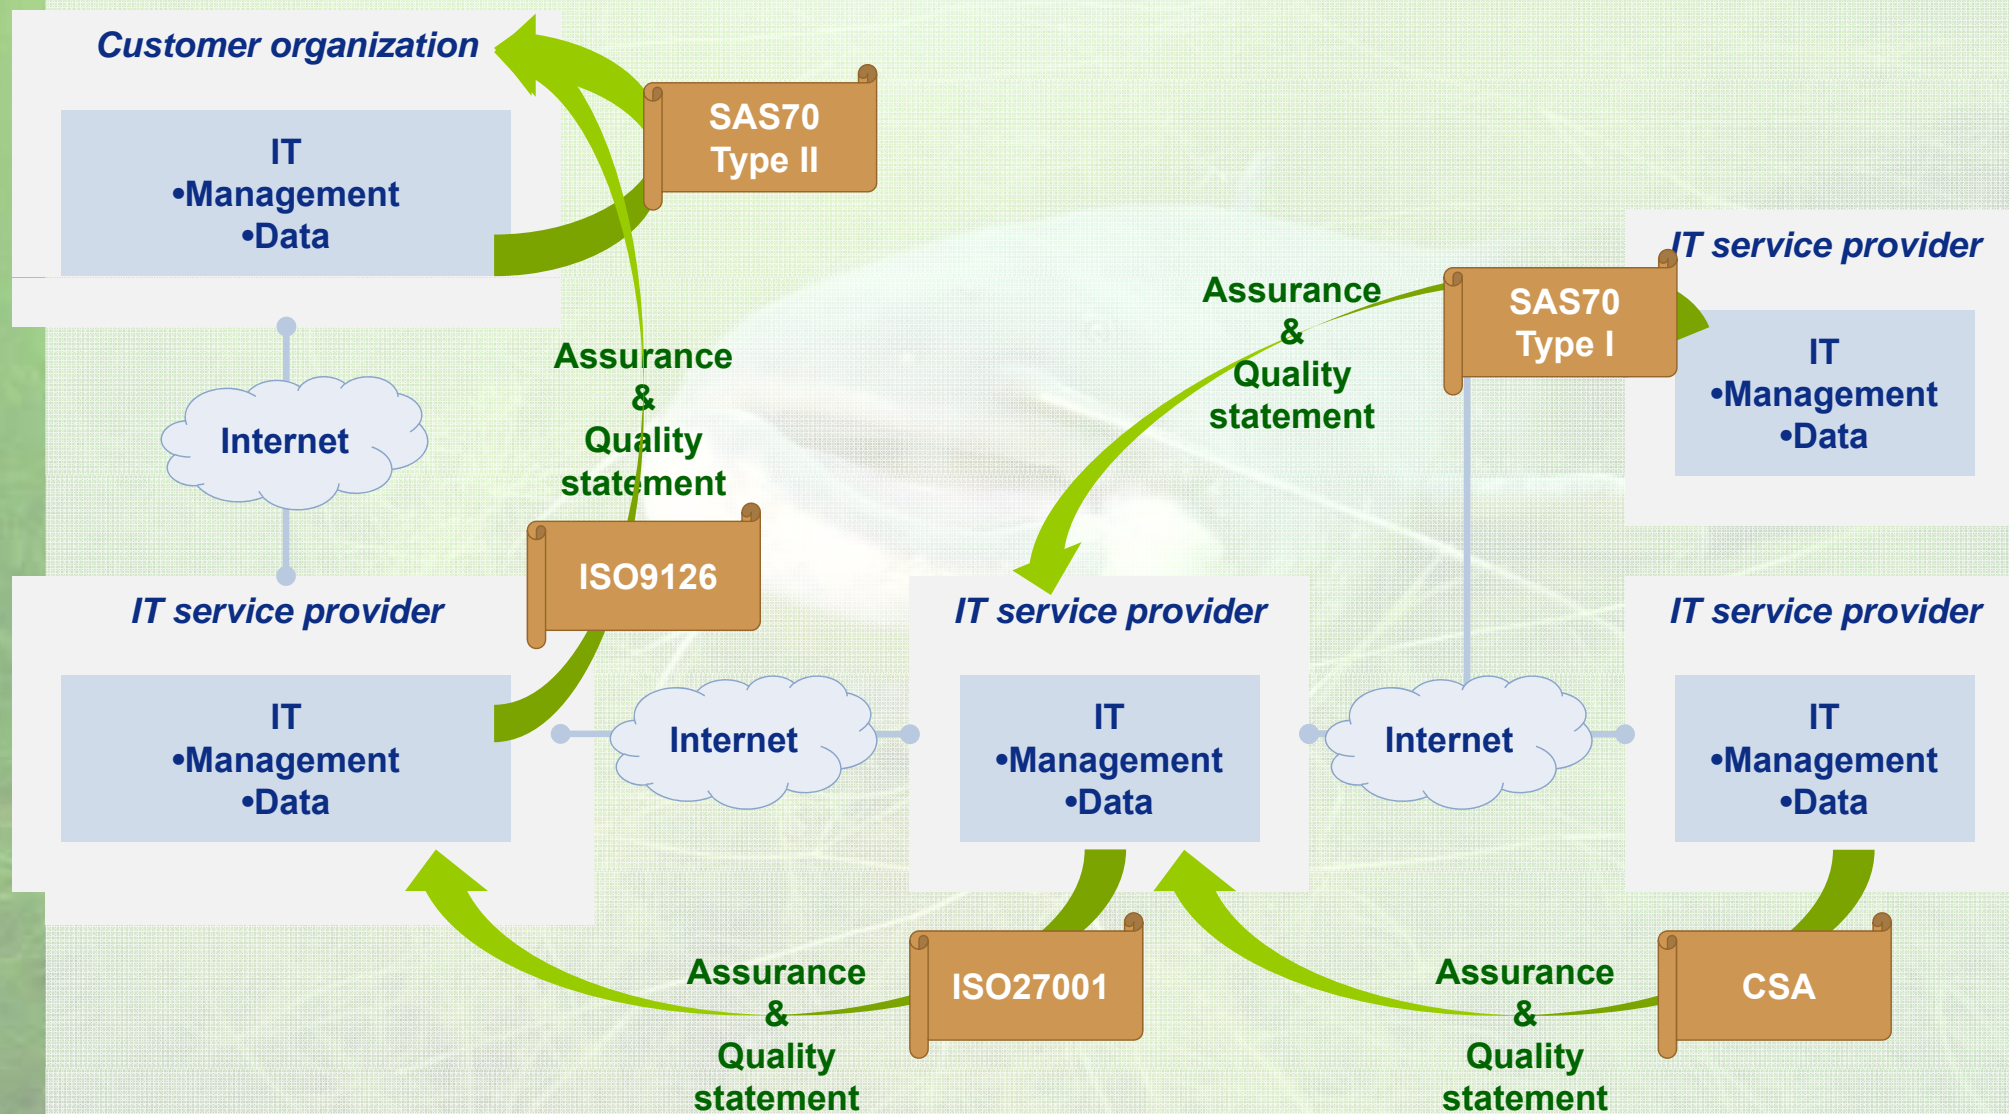 Customer organization
IT
•Management
•Data
SAS70
Type II
Assurance
&
Quality
statement
Internet
ISO9126
IT service provider
IT
•Management
•Data
Internet
Assurance
&
Quality
statement
ISO27001
IT service provider
IT
•Management
•Data
Assurance
&
Quality
statement
SAS70
Type I
IT service provider
IT
•Management
•Data
Internet
IT service provider
IT
•Management
•Data
Assurance
&
Quality
statement
CSA